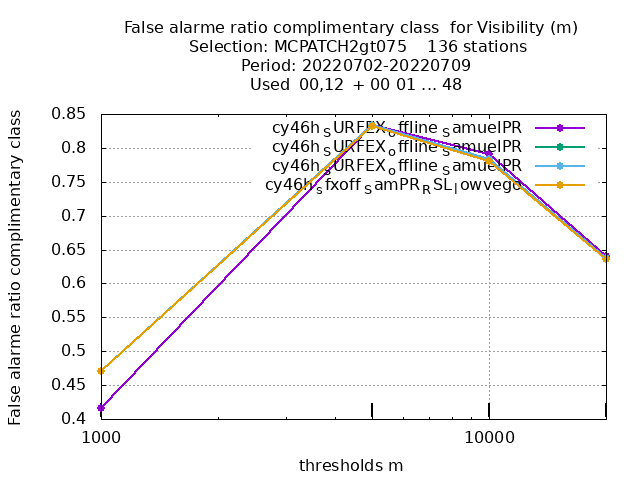 False alarme ratio complimentary class  for Visibility (m)
Selection: MCPATCH2gt075    136 stations
Period: 20220702-20220709
Used  00,12  + 00 01 ... 48
False alarme ratio complimentary class
0.85
0.8
0.75
0.7
0.65
0.6
0.55
0.5
0.45
0.4
cy46h_SURFEX_offline_SamuelPR
cy46h_SURFEX_offline_SamuelPR
cy46h_SURFEX_offline_SamuelPR
cy46h_sfxoff_SamPR_RSL_lowvege
1000
10000
thresholds m